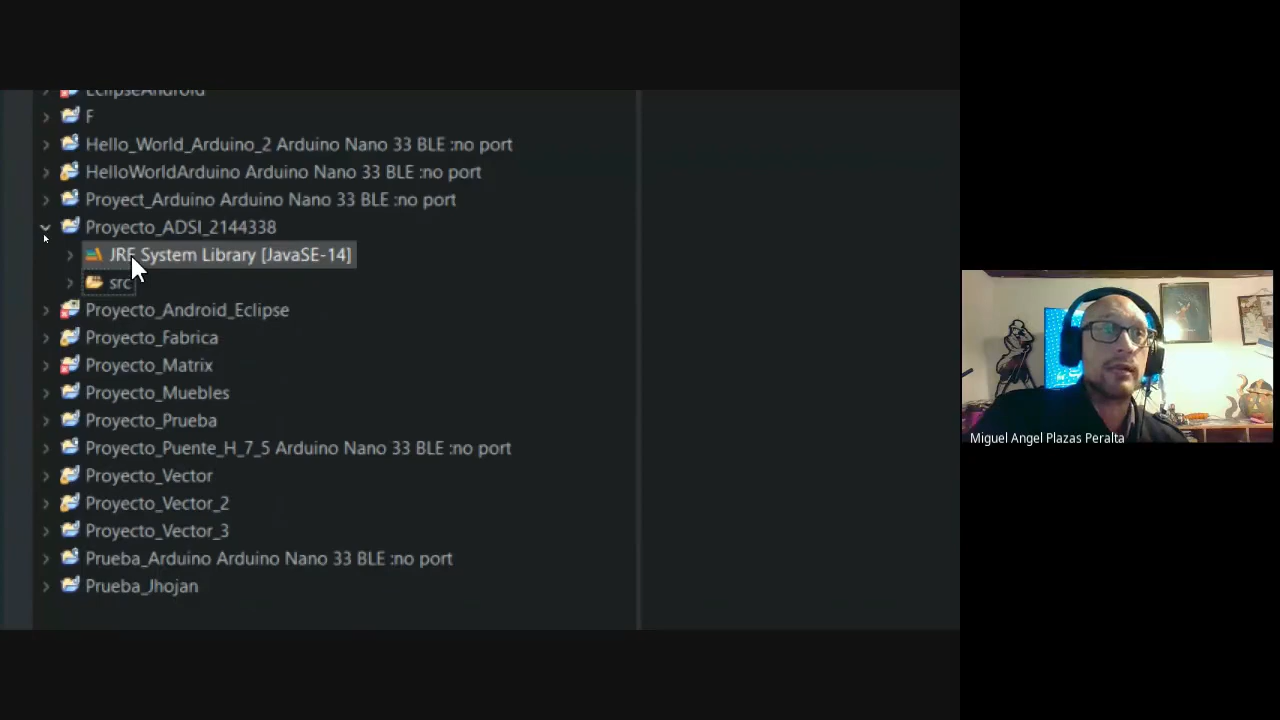 EclipseAndroid
F
Hello_World_Arduino_2 Arduino Nano 33 BLE :no port
HelloWorldArduino Arduino Nano 33 BLE :no port
Proyect_Arduino Arduino Nano 33 BLE :no port
Proyecto_ADSI_2144338
JRE System Library [JavaSE-14]
src
Proyecto_Android_Eclipse
Proyecto_Fabrica
Proyecto_Matrix
Proyecto_Muebles
Proyecto_Prueba
Proyecto_Puente_H_7_5 Arduino Nano 33 BLE :no port
Proyecto_Vector
Proyecto_Vector_2
Proyecto_Vector_3
Prueba_Arduino Arduino Nano 33 BLE :no port
Prueba_Jhojan
Miguel Angel Plazas Peralta